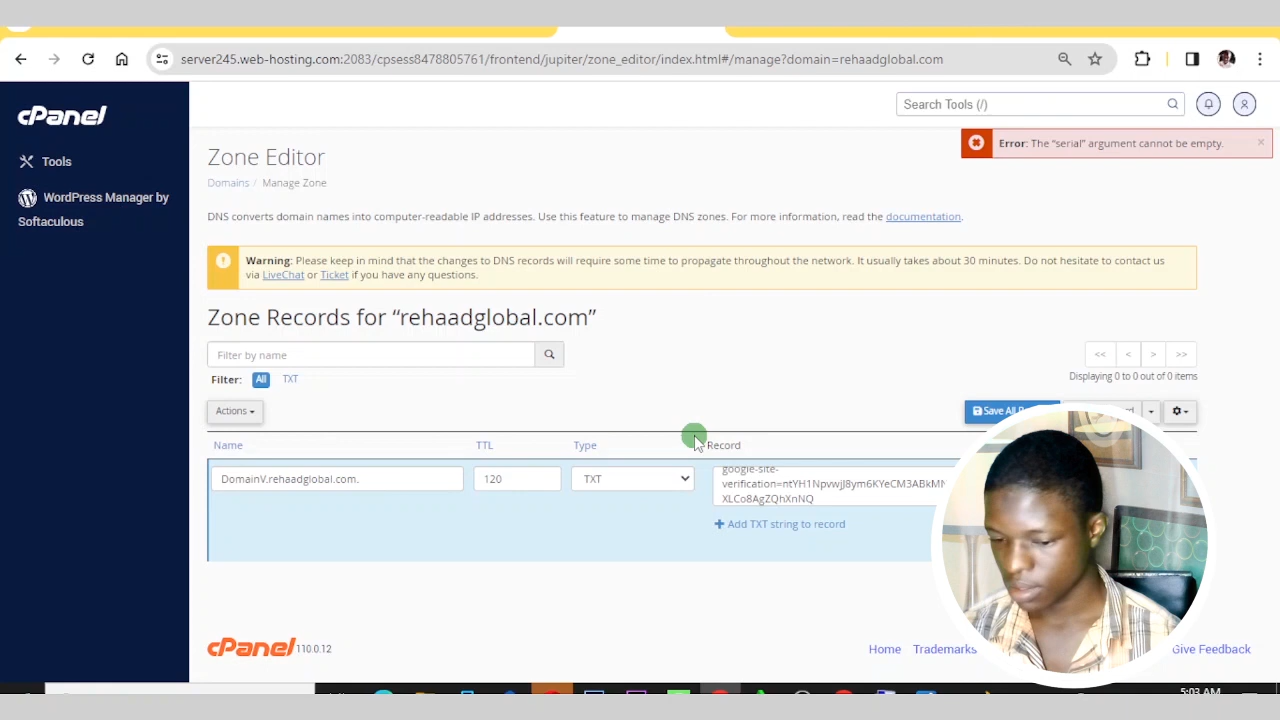 server245.web-hosting.com:2083/cpsess8478805761/frontend/jupiter/zone_editor/index.html#/manage?domain=rehaadglobal.com
cPanel
Search Tools (/)
Tools
WordPress Manager by
Softaculous
Error: The “serial” argument cannot be empty. ×
Zone Editor
Domains / Manage Zone
DNS converts domain names into computer-readable IP addresses. Use this feature to manage DNS zones. For more information, read the documentation.
Warning: Please keep in mind that the changes to DNS records will require some time to propagate throughout the network. It usually takes about 30 minutes. Do not hesitate to contact us
via LiveChat or Ticket if you have any questions.
Zone Records for “rehaadglobal.com”
Filter by name
<< < > >>
Filter: All TXT
Displaying 0 to 0 out of 0 items
Actions
Save All
Name TTL Type Record
DomainV.rehaadglobal.com. 120 TXT
google-site-
verification=ntYH1NpvwjJ8ym6KYeCM3ABkM
XLCo8AgZQhXnNQ
+ Add TXT string to record
cPanel 110.0.12
Home Trademarks Give Feedback
5:03 AM